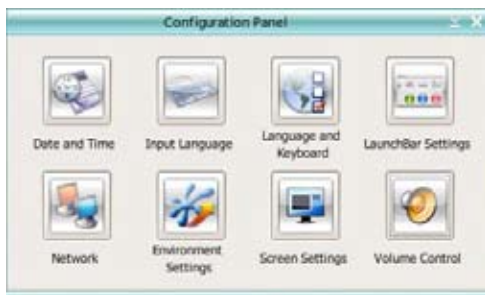 Configuration Panel
Date and Time
Input Language
Language and
Keyboard
LaunchBar Settings
Network
Environment
Settings
Screen Settings
Volume Control